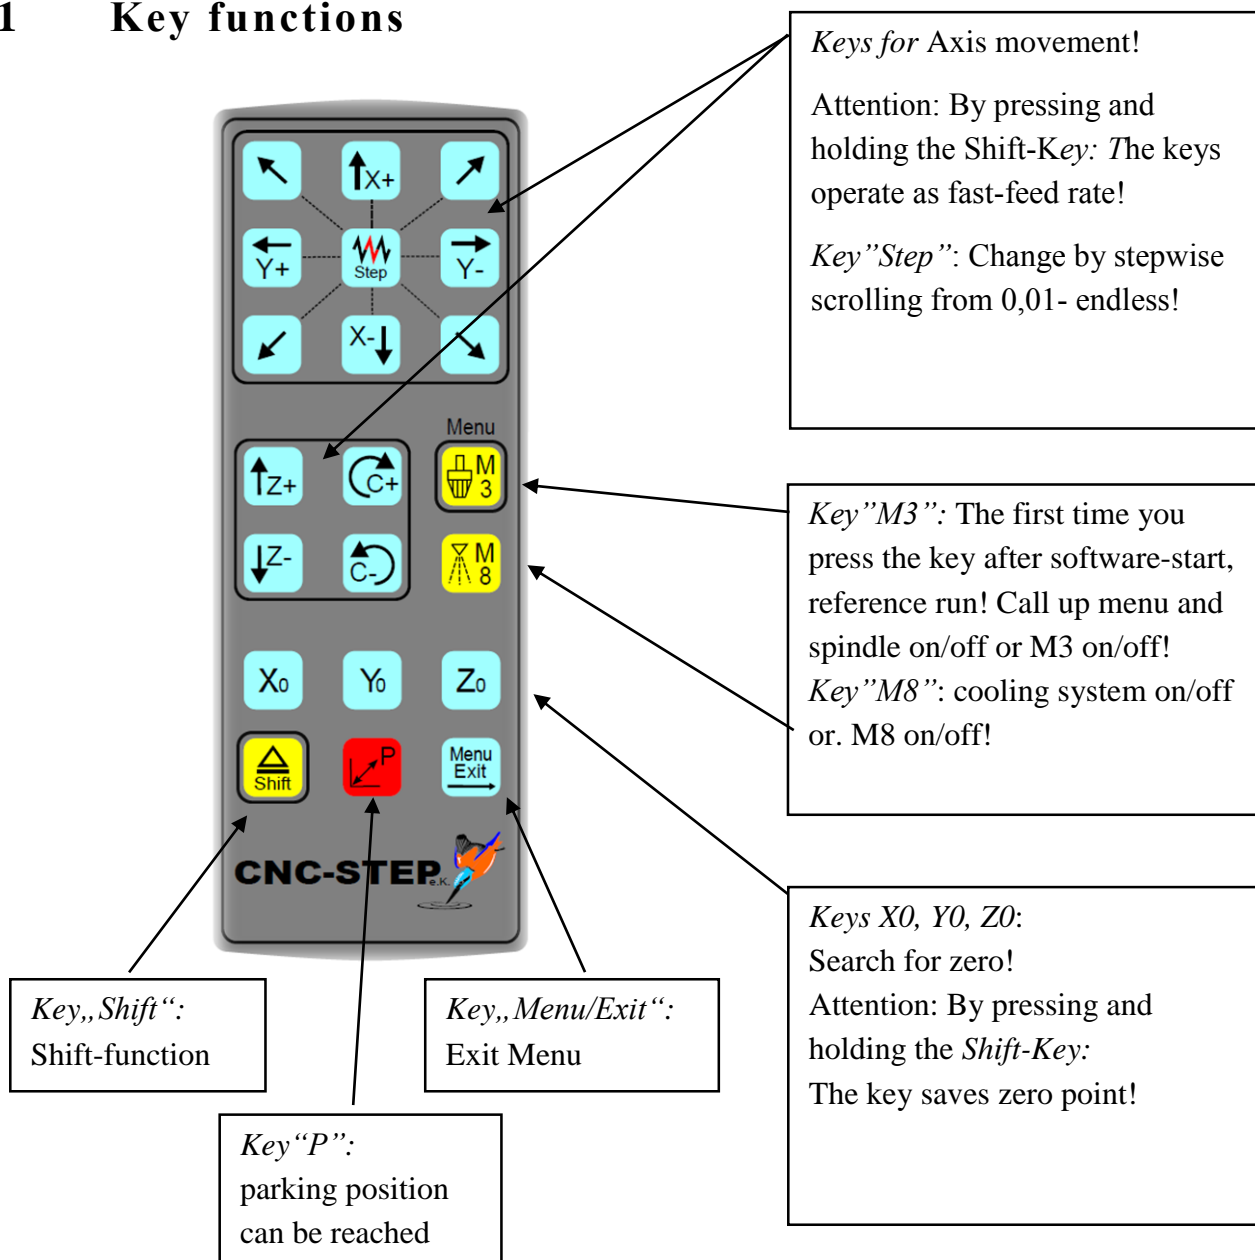 1 Key functions
Keys for Axis movement!
Attention: By pressing and
holding the Shift-Key: The keys
operate as fast-feed rate!
Key”Step”: Change by stepwise
scrolling from 0,01- endless!
X+
Y+
Step
Y-
X-
Menu
Z+
C+
M
3
Z-
C-
M
8
Key”M3”: The first time you
press the key after software-start,
reference run! Call up menu and
spindle on/off or M3 on/off!
Key”M8”: cooling system on/off
or. M8 on/off!
X0
Y0
Z0
Shift
P
Menu
Exit
CNC-STEP e.K.
Keys X0, Y0, Z0:
Search for zero!
Attention: By pressing and
holding the Shift-Key:
The key saves zero point!
Key„Shift“:
Shift-function
Key„Menu/Exit“:
Exit Menu
Key“P”:
parking position
can be reached